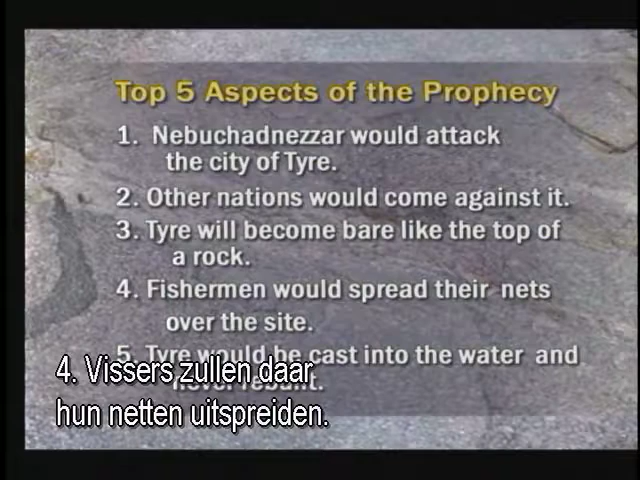 Top 5 Aspects of the Prophecy
1. Nebuchadnezzar would attack
the city of Tyre.
2. Other nations would come against it.
3. Tyre will become bare like the top of
a rock.
4. Fishermen would spread their nets
over the site.
5. Tyre would be cast into the water and
never rebuilt.
4. Vissers zullen daar
hun netten uitspreiden.